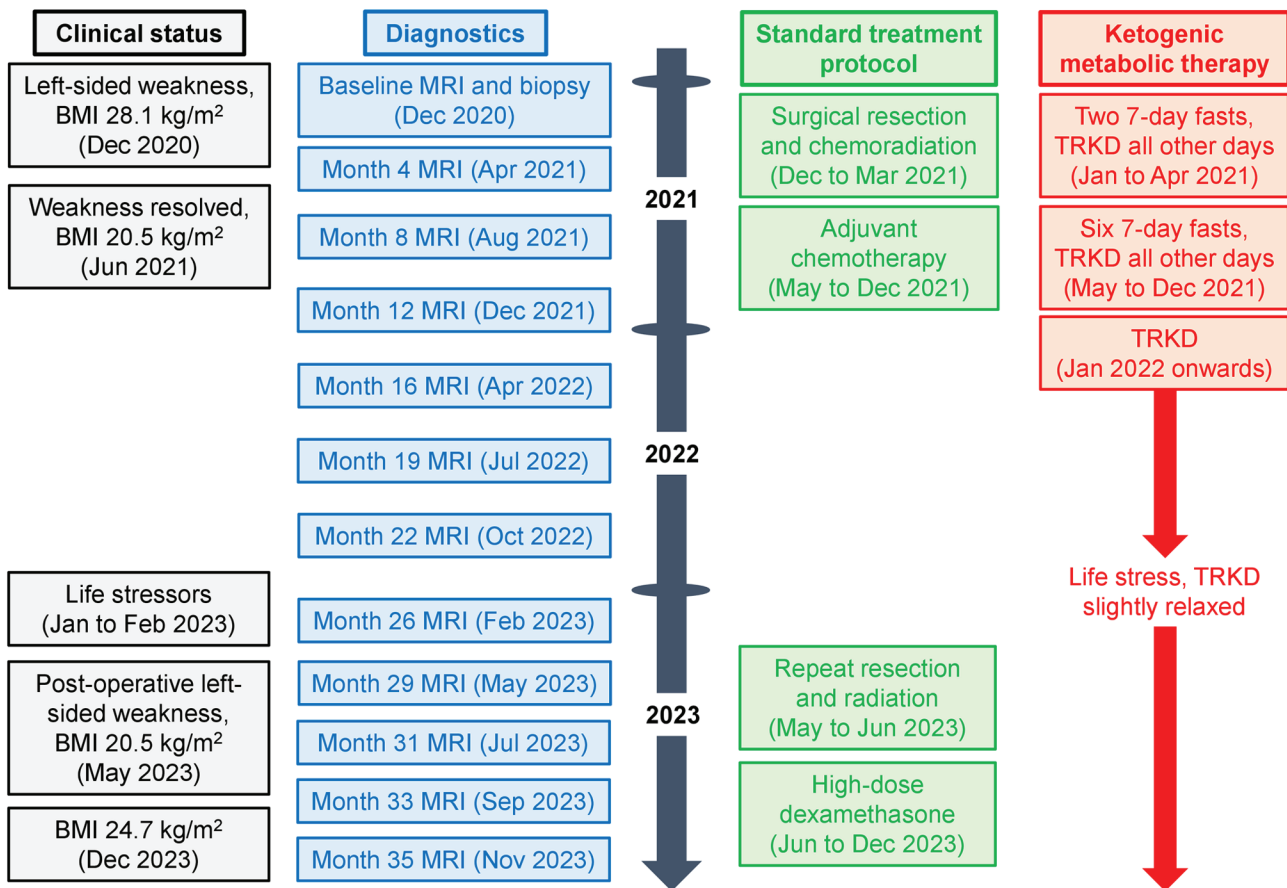 Clinical status
Left-sided weakness,
BMI 28.1 kg/m²
(Dec 2020)
Weakness resolved,
BMI 20.5 kg/m²
(Jun 2021)
Life stressors
(Jan to Feb 2023)
Post-operative left-
sided weakness,
BMI 20.5 kg/m²
(May 2023)
BMI 24.7 kg/m²
(Dec 2023)
Diagnostics
Baseline MRI and biopsy
(Dec 2020)
Month 4 MRI (Apr 2021)
Month 8 MRI (Aug 2021)
Month 12 MRI (Dec 2021)
Month 16 MRI (Apr 2022)
Month 19 MRI (Jul 2022)
Month 22 MRI (Oct 2022)
Month 26 MRI (Feb 2023)
Month 29 MRI (May 2023)
Month 31 MRI (Jul 2023)
Month 33 MRI (Sep 2023)
Month 35 MRI (Nov 2023)
2021
2022
2023
Standard treatment
protocol
Surgical resection
and chemoradiation
(Dec to Mar 2021)
Adjuvant
chemotherapy
(May to Dec 2021)
Repeat resection
and radiation
(May to Jun 2023)
High-dose
dexamethasone
(Jun to Dec 2023)
Ketogenic
metabolic therapy
Two 7-day fasts,
TRKD all other days
(Jan to Apr 2021)
Six 7-day fasts,
TRKD all other days
(May to Dec 2021)
TRKD
(Jan 2022 onwards)
Life stress, TRKD
slightly relaxed